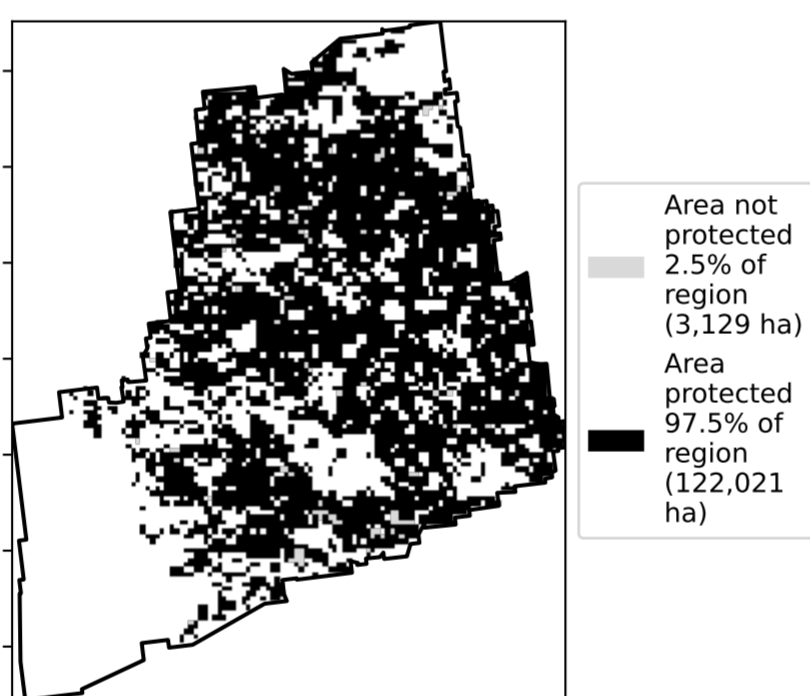 Area not
protected
2.5% of
region
(3,129 ha)
Area
protected
97.5% of
region
(122,021
ha)